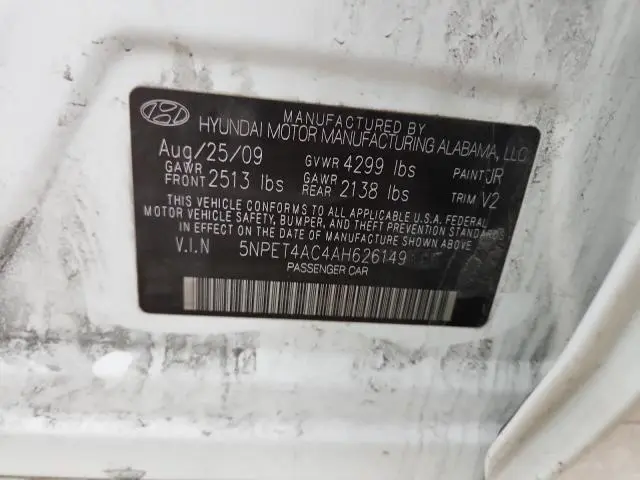 MANUFACTURED BY
HYUNDAI MOTOR MANUFACTURING ALABAMA, LLC
Aug/25/09 GVWR 4299 lbs PAINT UR
GAWR FRONT 2513 lbs GAWR REAR 2138 lbs TRIM V2
THIS VEHICLE CONFORMS TO ALL APPLICABLE U.S.A. FEDERAL
MOTOR VEHICLE SAFETY, BUMPER, AND THEFT PREVENTION STANDARDS
IN EFFECT ON THE DATE OF MANUFACTURE SHOWN ABOVE.
V.I.N 5NPET4AC4AH626149
PASSENGER CAR